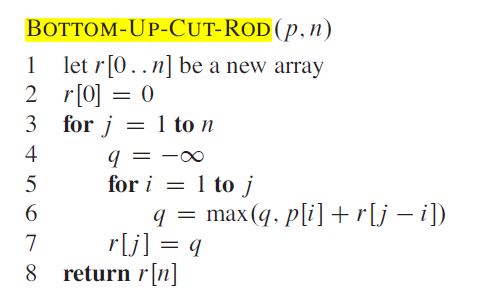 BOTTOM-UP-CUT-ROD(p, n)
1 let r[0..n] be a new array
2 r[0] = 0
3 for j = 1 to n
4 q = −∞
5 for i = 1 to j
6 q = max(q, p[i] + r[j − i])
7 r[j] = q
8 return r[n]